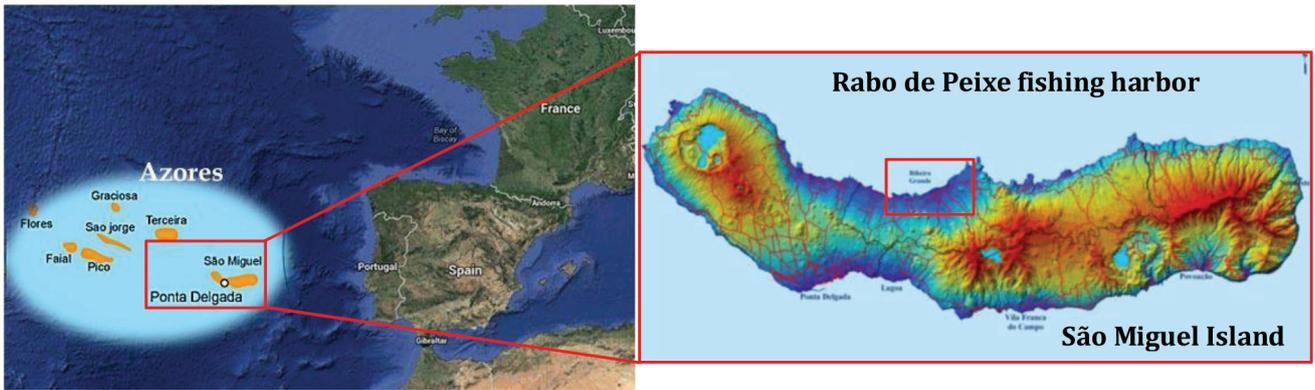 Luxembou
France
Bay of
Biscay
Andorra
Portugal
Spain
Gibraltar
Azores
Graciosa
Flores
Terceira
Sao jorge
Faial
Pico
São Miguel
Ponta Delgada
Rabo de Peixe fishing harbor
Ribeira
Grande
Ponta Delgada
Lagoa
Povoação
Vila Franca
do Campo
São Miguel Island